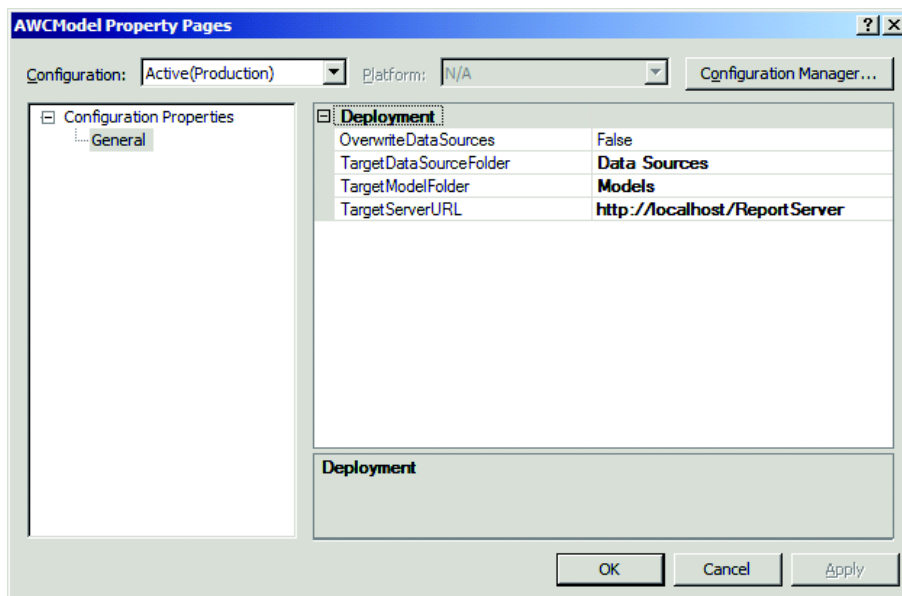 AWCModel Property Pages
Configuration: Active(Production) Platform: N/A Configuration Manager...
Configuration Properties
General
Deployment
OverwriteDataSources False
TargetDataSourceFolder Data Sources
TargetModelFolder Models
TargetServerURL http://localhost/ReportServer
Deployment
OK Cancel Apply